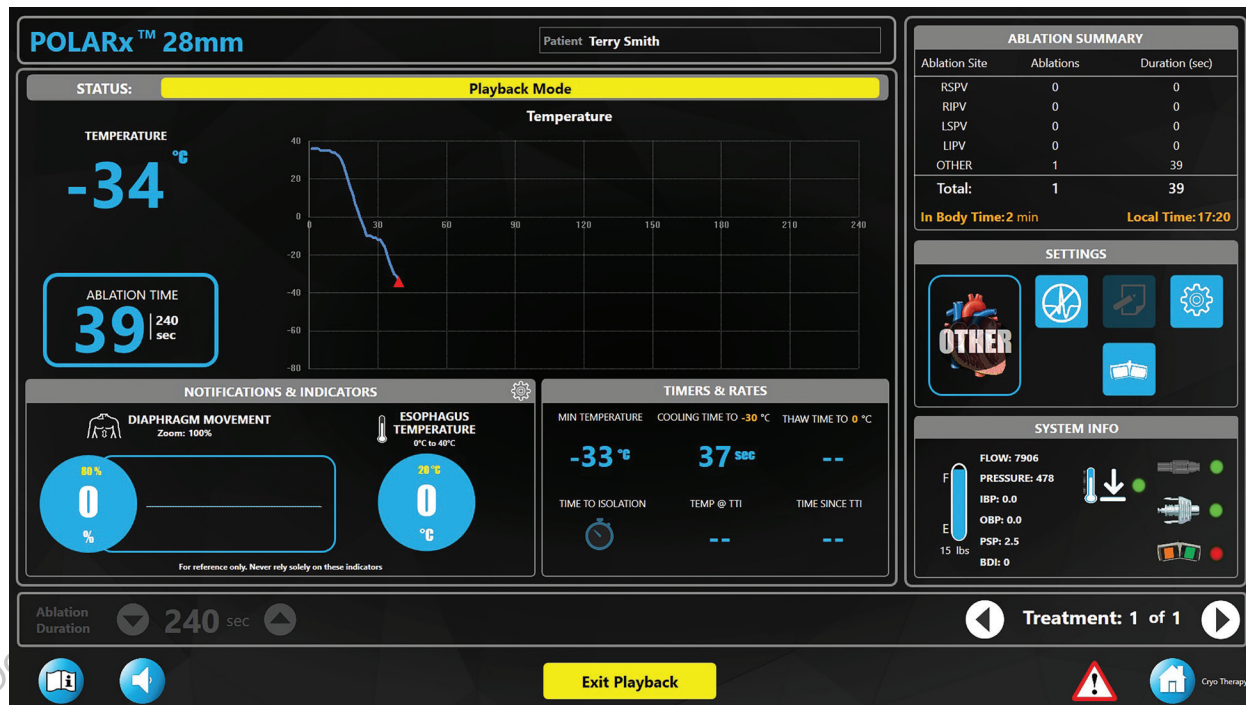 POLARx™ 28mm
Patient Terry Smith
STATUS: Playback Mode
TEMPERATURE
-34 °C
ABLATION TIME
39 240 sec
Temperature
40
20
0
0 30 60 90 120 150 180 210 240
-20
-40
-60
-80
NOTIFICATIONS & INDICATORS
DIAPHRAGM MOVEMENT
Zoom: 100%
80 %
0
%
ESOPHAGUS
TEMPERATURE
0°C to 40°C
20 °C
0
°C
For reference only. Never rely solely on these indicators
TIMERS & RATES
MIN TEMPERATURE COOLING TIME TO -30 °C THAW TIME TO 0 °C
-33 °C 37 sec --
TIME TO ISOLATION TEMP @ TTI TIME SINCE TTI
-- --
ABLATION SUMMARY
Ablation Site Ablations Duration (sec)
RSPV 0 0
RIPV 0 0
LSPV 0 0
LIPV 0 0
OTHER 1 39
Total: 1 39
In Body Time: 2 min Local Time: 17:20
SETTINGS
OTHER
SYSTEM INFO
F
E
15 lbs
FLOW: 7906
PRESSURE: 478
IBP: 0.0
OBP: 0.0
PSP: 2.5
BDI: 0
Ablation
Duration
240 sec
Treatment: 1 of 1
Exit Playback
Cryo Therapy